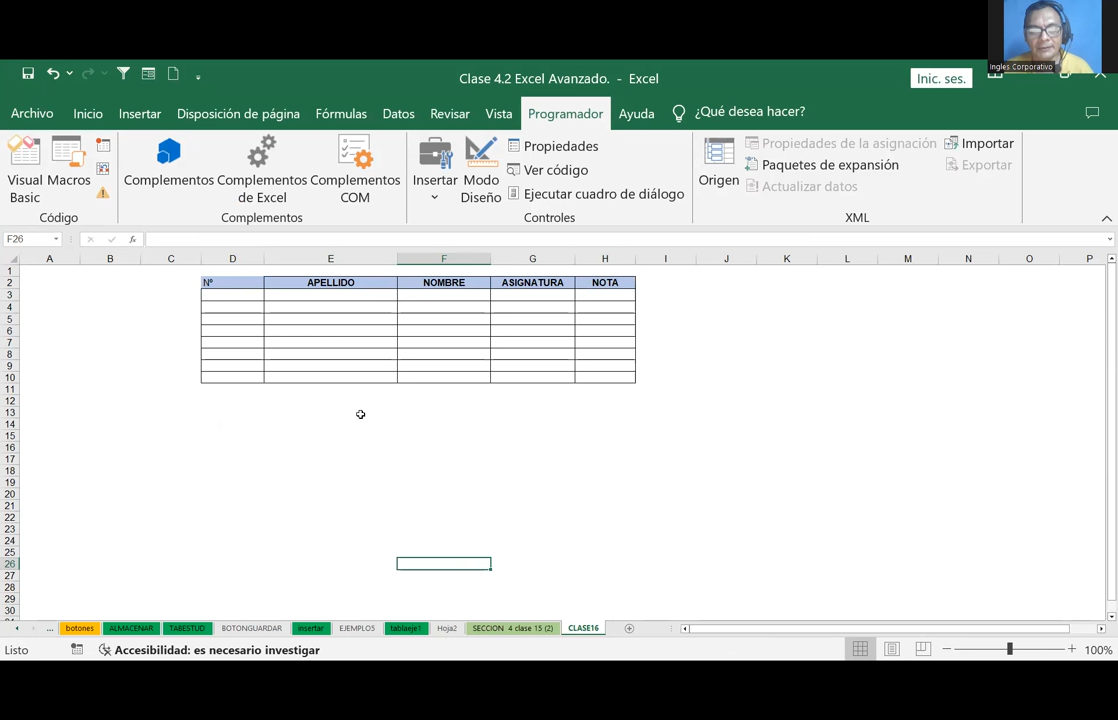 Ingles Corporativo
Clase 4.2 Excel Avanzado. - Excel
Inic. ses.
Archivo Inicio Insertar Disposición de página Fórmulas Datos Revisar Vista Programador Ayuda ¿Qué desea hacer?
Visual Basic
Macros
Código
Complementos
Complementos de Excel
Complementos COM
Complementos
Insertar
Modo Diseño
Propiedades
Ver código
Ejecutar cuadro de diálogo
Controles
Origen
Propiedades de la asignación
Paquetes de expansión
Actualizar datos
Importar
Exportar
XML
F26 fx
A B C D E F G H I J K L M N O P
1
2 Nº APELLIDO NOMBRE ASIGNATURA NOTA
3
4
5
6
7
8
9
10
11
12
13
14
15
16
17
18
19
20
21
22
23
24
25
26
27
28
29
30
... botones ALMACENAR TABESTUD BOTONGUARDAR insertar EJEMPLOS tablaeje1 Hoja2 SECCION 4 clase 15 (2) CLASE16
Listo Accesibilidad: es necesario investigar 100%